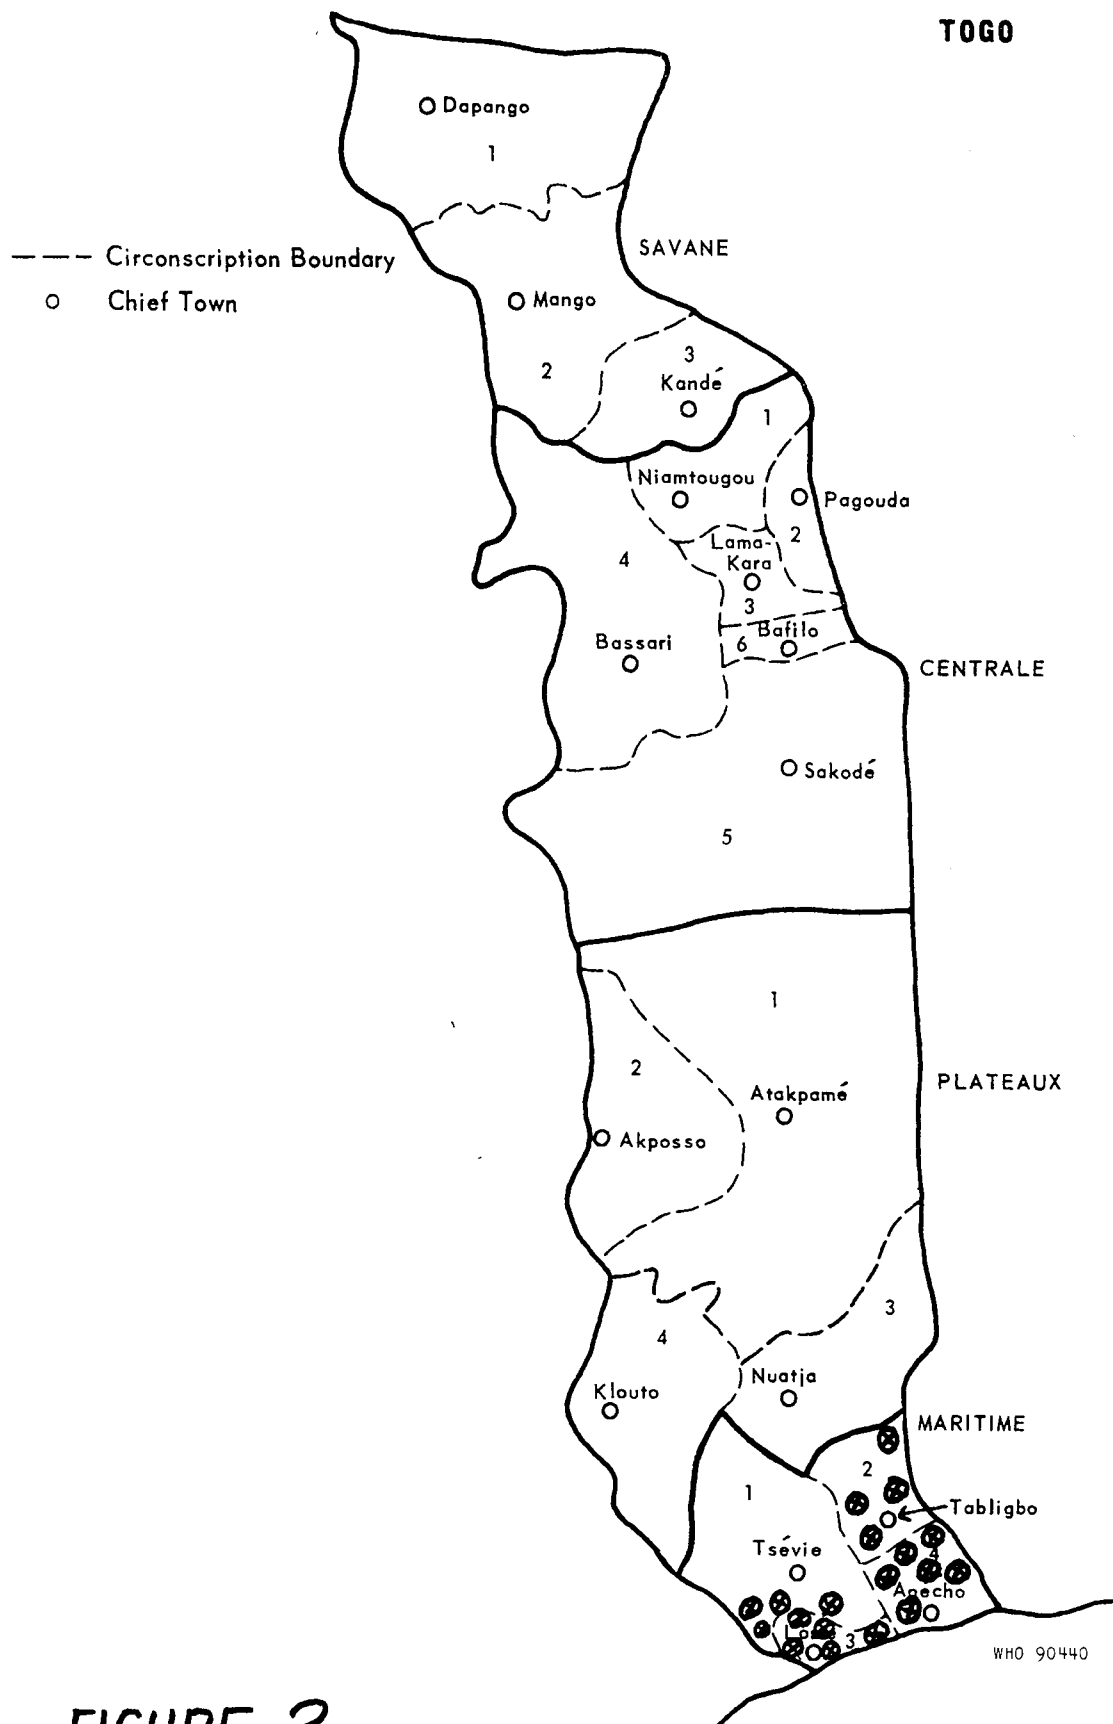 TOGO
Dapango
1
SAVANE
— — — Circonscription Boundary
Chief Town
Mango
2
3
Kandé
1
Niamtougou
Pagouda
2
Lama-
Kara
3
4
6
Bafilo
Bassari
CENTRALE
Sakodé
5
1
2
PLATEAUX
Atakpamé
Akposso
3
4
Nuatja
Klouto
MARITIME
2
1
Tabligbo
Tsévie
4
Anecho
Lomé
3
WHO 90440
FIGURE 2